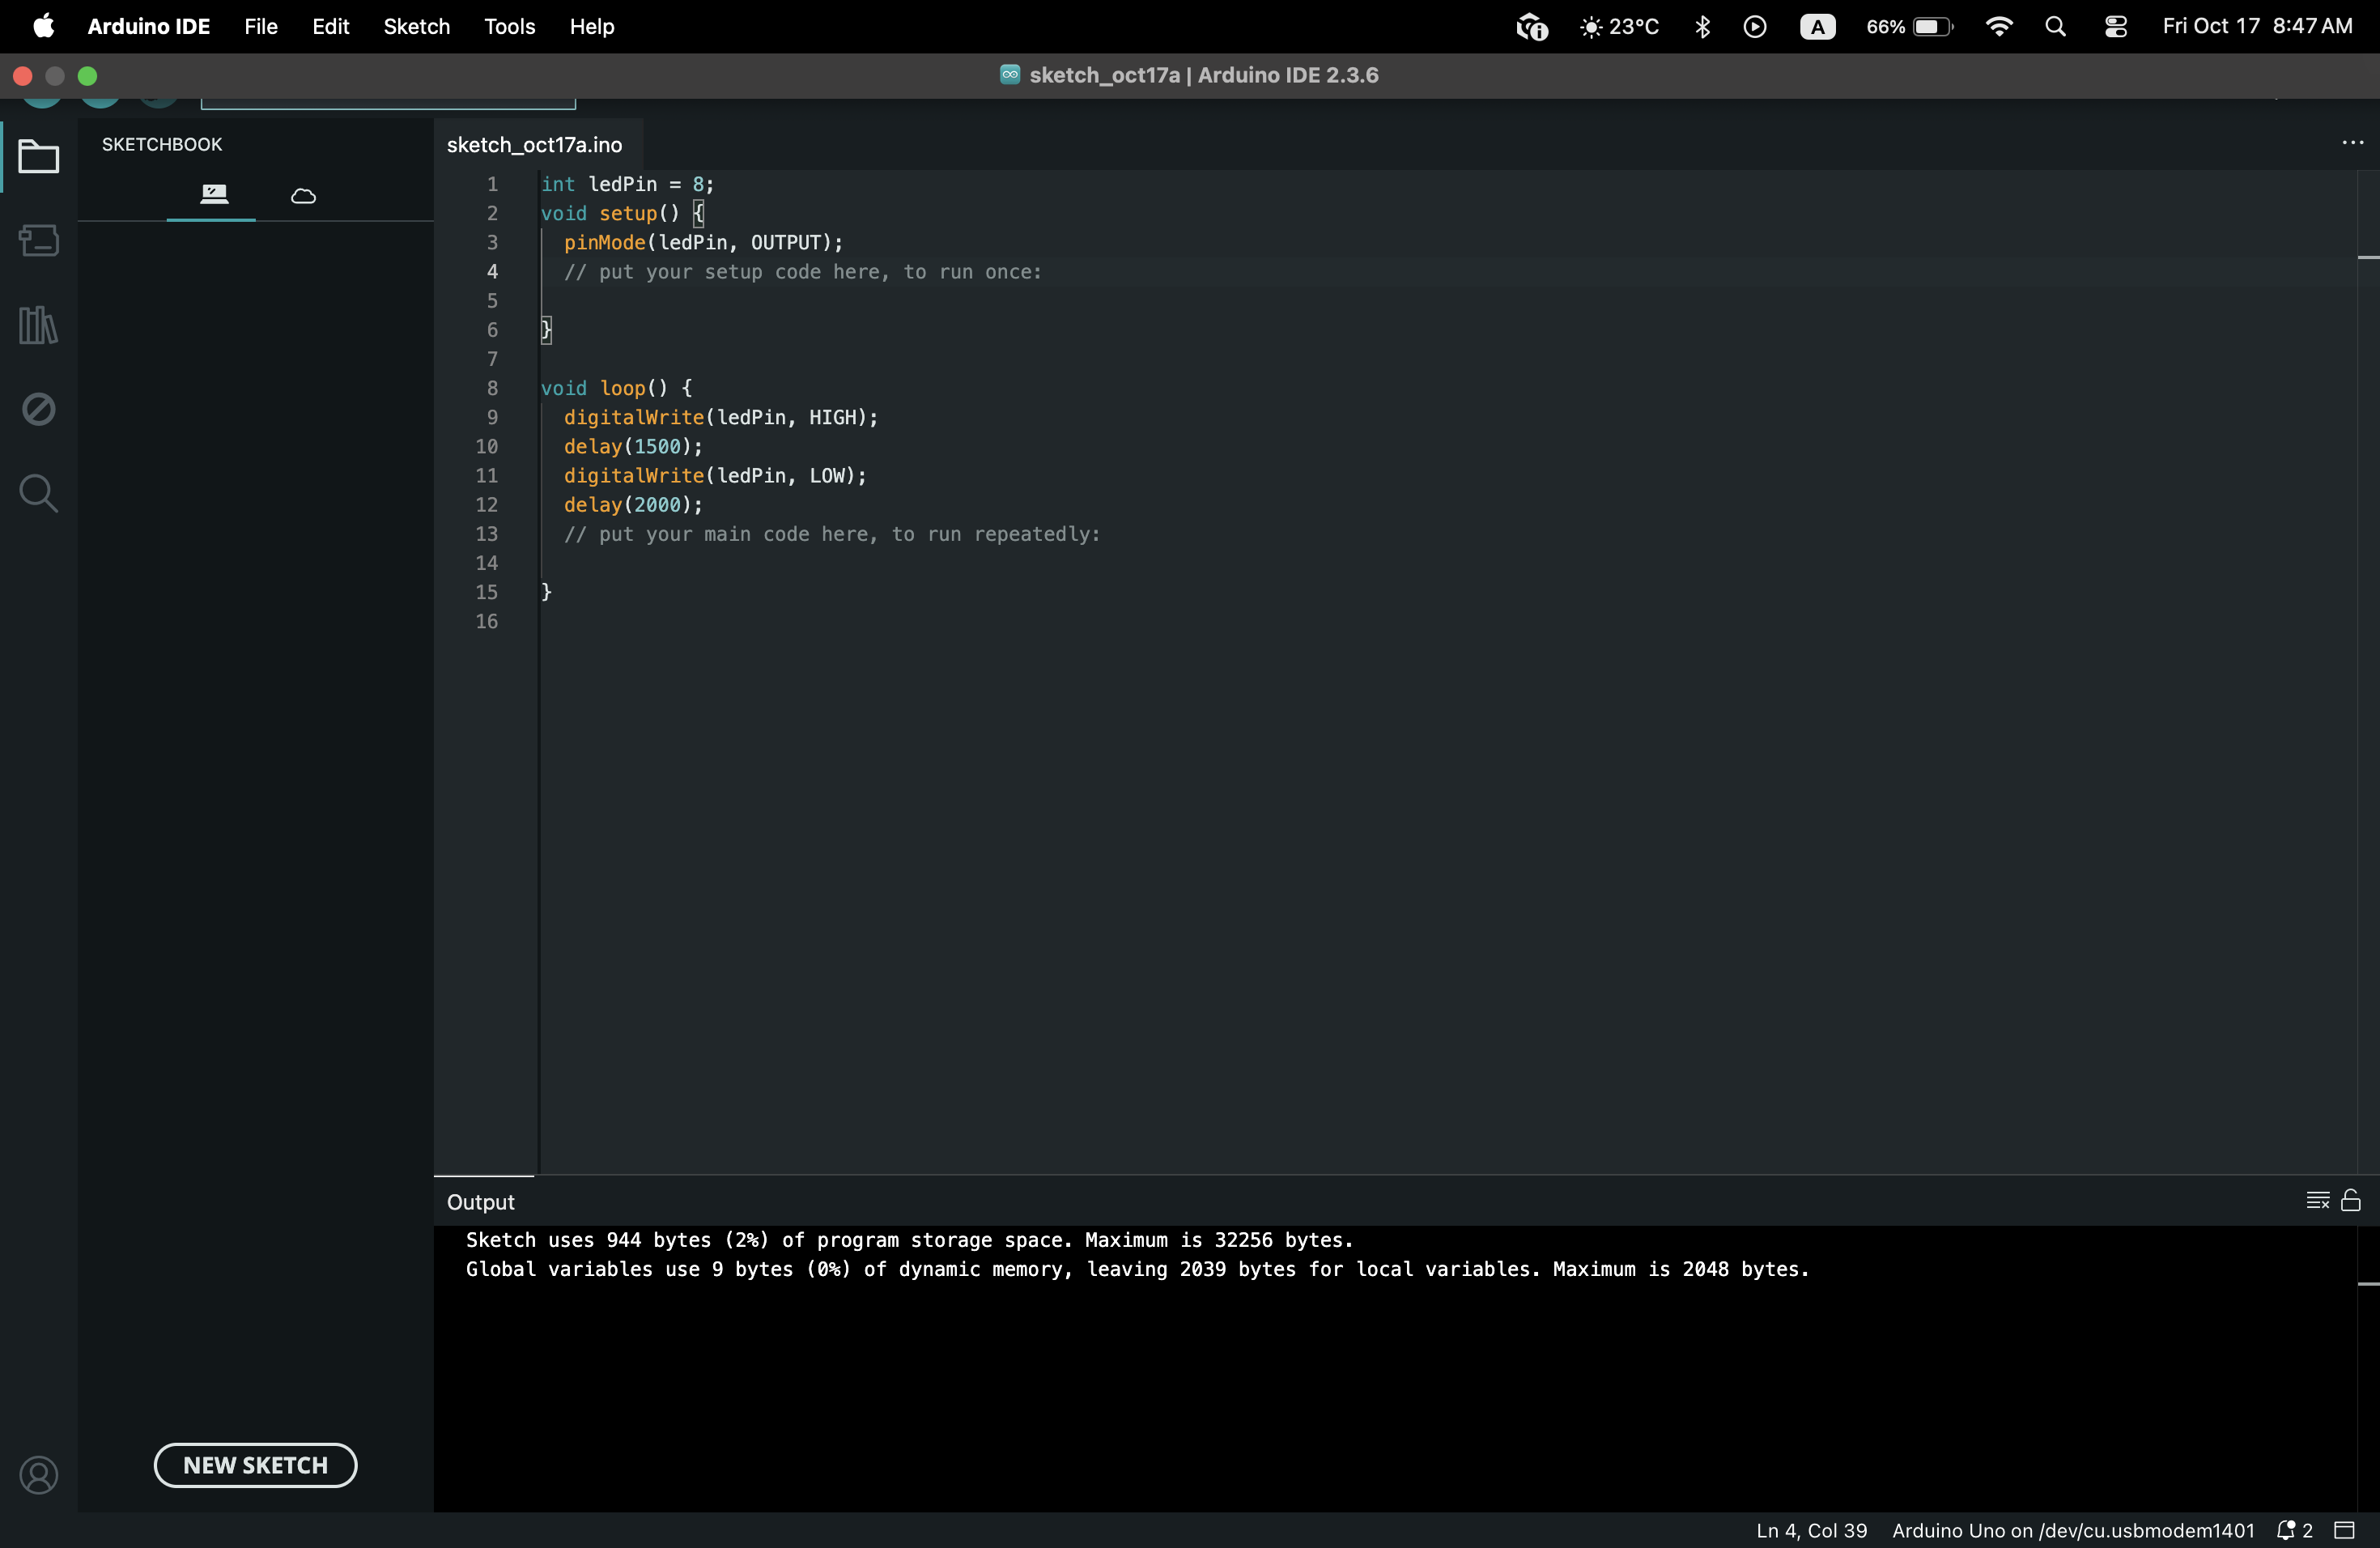 Arduino IDE File Edit Sketch Tools Help 23°C A 66% Fri Oct 17 8:47 AM
sketch_oct17a | Arduino IDE 2.3.6
SKETCHBOOK
sketch_oct17a.ino
1 int ledPin = 8;
2 void setup() {
3 pinMode(ledPin, OUTPUT);
4 // put your setup code here, to run once:
5
6 }
7
8 void loop() {
9 digitalWrite(ledPin, HIGH);
10 delay(1500);
11 digitalWrite(ledPin, LOW);
12 delay(2000);
13 // put your main code here, to run repeatedly:
14
15 }
16
Output
Sketch uses 944 bytes (2%) of program storage space. Maximum is 32256 bytes.
Global variables use 9 bytes (0%) of dynamic memory, leaving 2039 bytes for local variables. Maximum is 2048 bytes.
NEW SKETCH
Ln 4, Col 39 Arduino Uno on /dev/cu.usbmodem1401 2